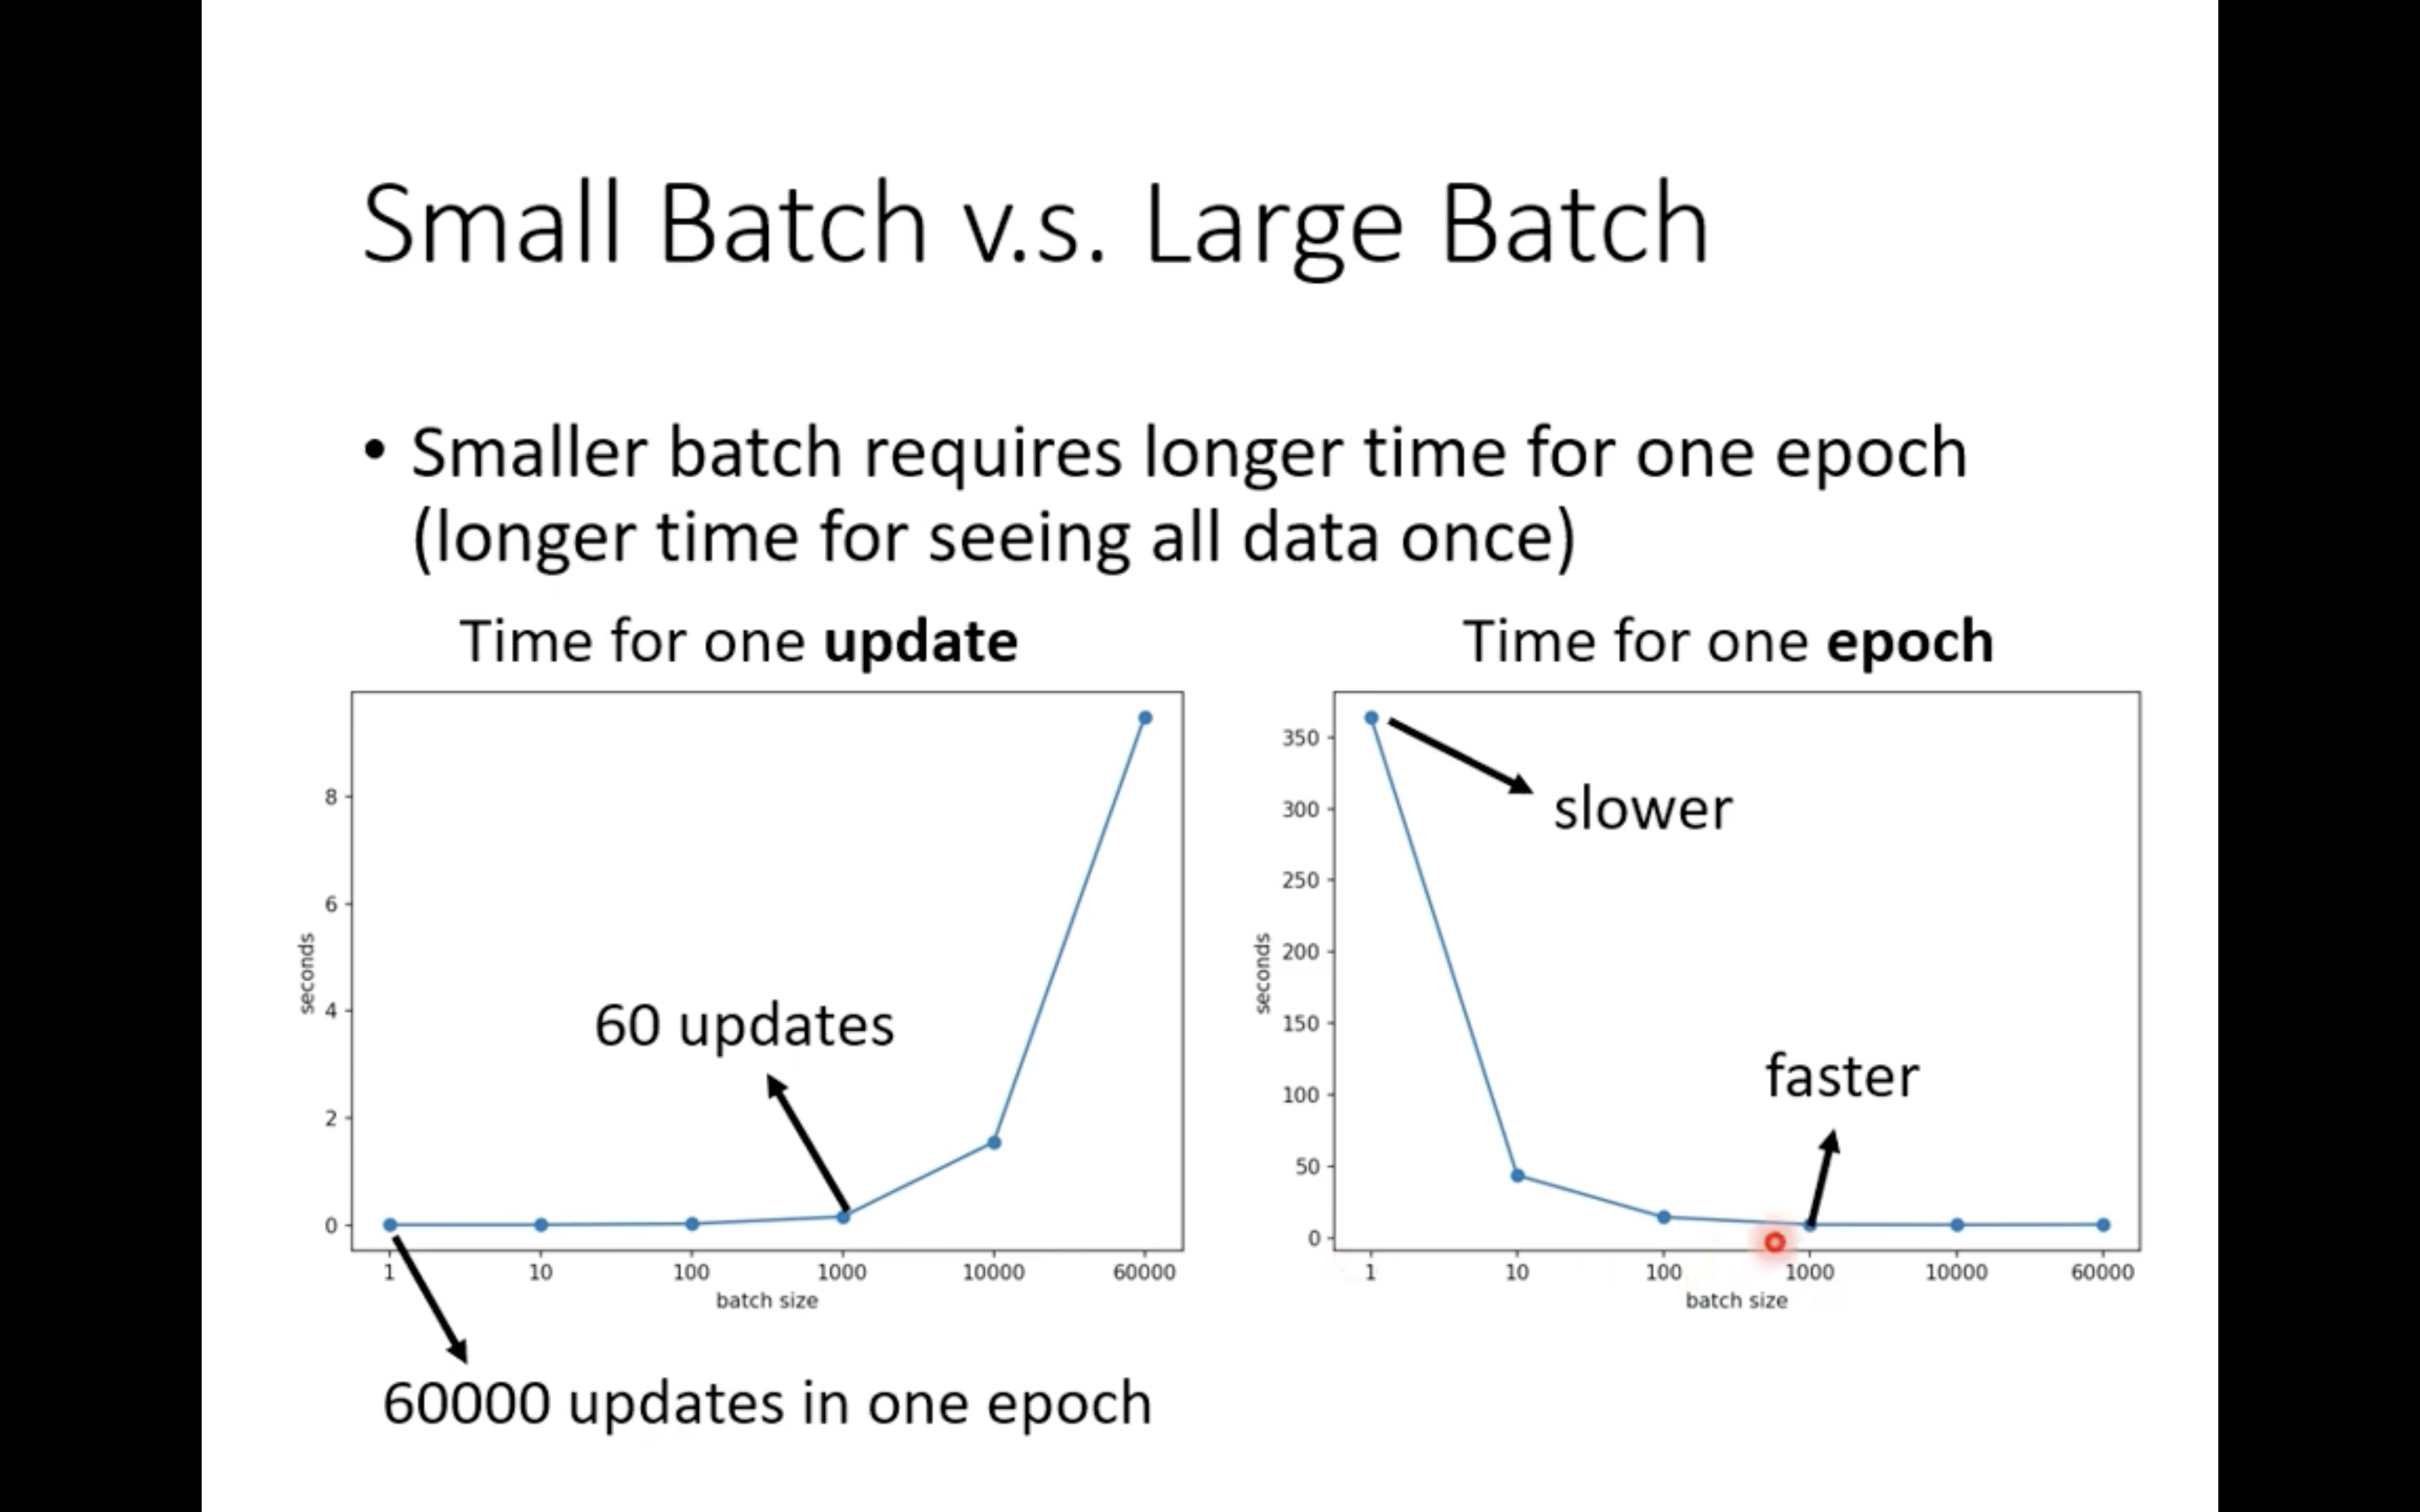 Small Batch v.s. Large Batch
• Smaller batch requires longer time for one epoch
(longer time for seeing all data once)
Time for one update
8
6
4
2
0
seconds
60 updates
1 10 100 1000 10000 60000
batch size
60000 updates in one epoch
Time for one epoch
350
300
250
200
150
100
50
0
seconds
slower
faster
1 10 100 1000 10000 60000
batch size